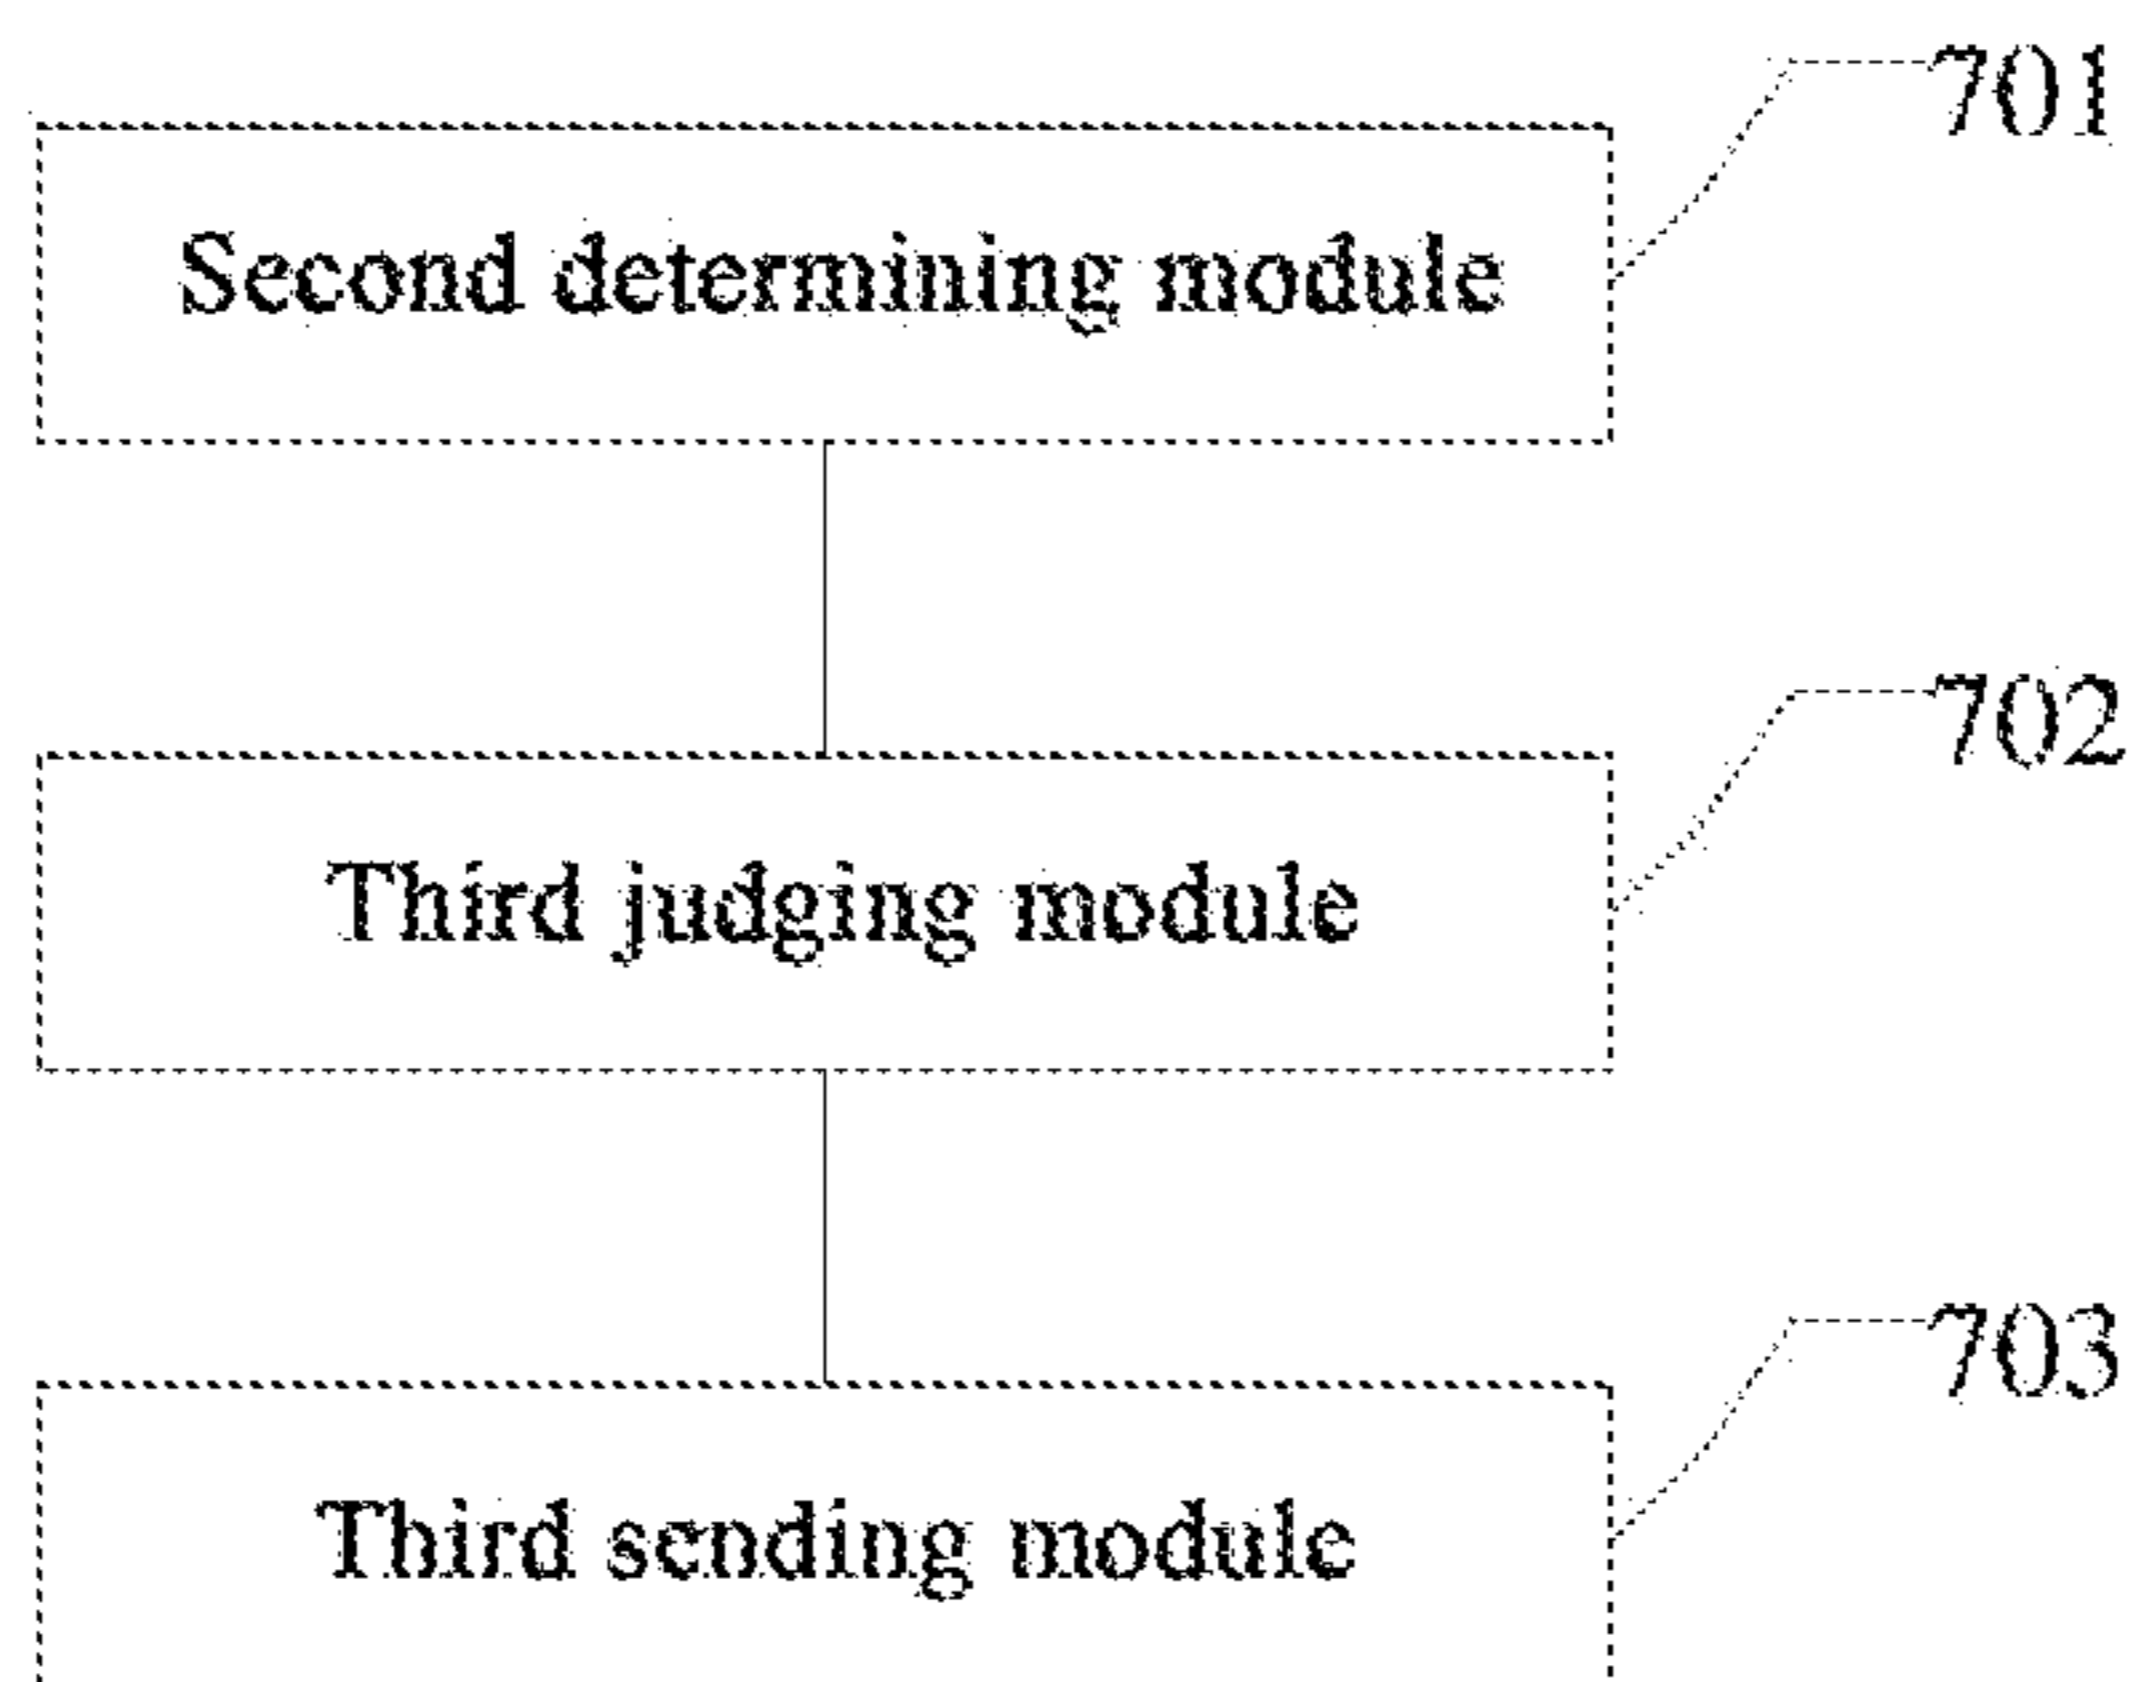 701
Second determining module
702
Third judging module
703
Third sending module